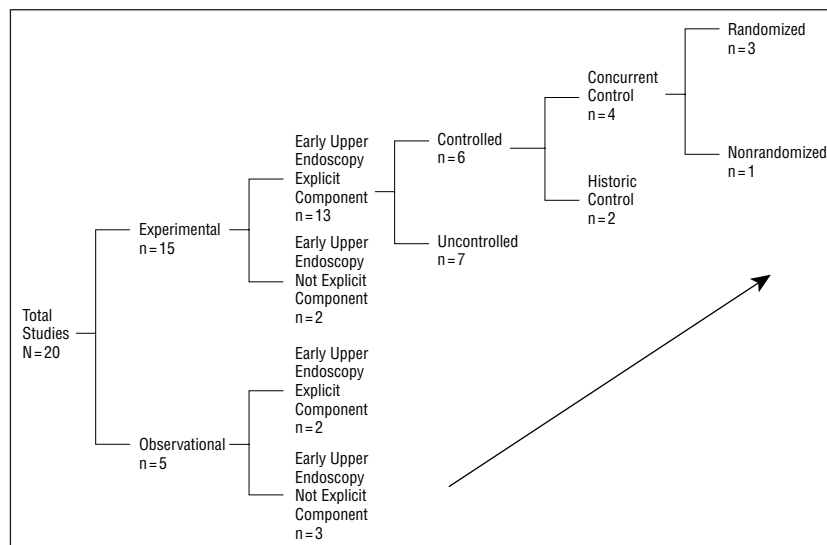 Total
Studies
N=20
Experimental
n=15
Observational
n=5
Early Upper
Endoscopy
Explicit
Component
n=13
Early Upper
Endoscopy
Not Explicit
Component
n=2
Early Upper
Endoscopy
Explicit
Component
n=2
Early Upper
Endoscopy
Not Explicit
Component
n=3
Controlled
n=6
Uncontrolled
n=7
Concurrent
Control
n=4
Historic
Control
n=2
Randomized
n=3
Nonrandomized
n=1